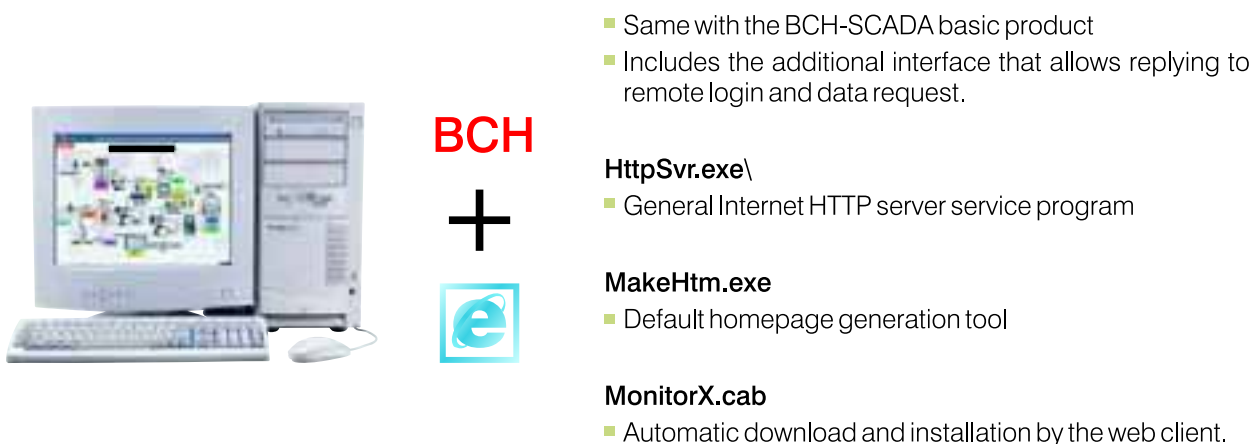 Same with the BCH-SCADA basic product
Includes the additional interface that allows replying to
remote login and data request.
BCH
+
HttpSvr.exe\
General Internet HTTP server service program
MakeHtm.exe
Default homepage generation tool
MonitorX.cab
Automatic download and installation by the web client.